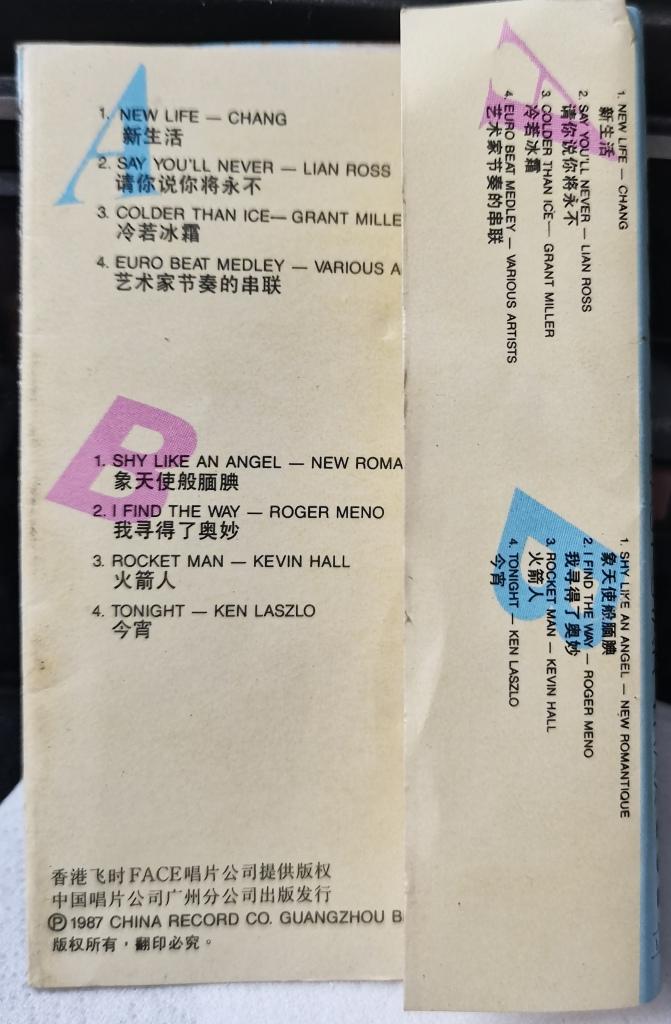 A
1. NEW LIFE — CHANG
新生活
2. SAY YOU'LL NEVER — LIAN ROSS
请你说你将永不
3. COLDER THAN ICE— GRANT MILLE
冷若冰霜
4. EURO BEAT MEDLEY — VARIOUS A
艺术家节奏的串联
B
1. SHY LIKE AN ANGEL — NEW ROMA
象天使般腼腆
2. I FIND THE WAY — ROGER MENO
我寻得了奥妙
3. ROCKET MAN — KEVIN HALL
火箭人
4. TONIGHT — KEN LASZLO
今宵
香港飞时FACE唱片公司提供版权
中国唱片公司广州分公司出版发行
Ⓟ1987 CHINA RECORD CO. GUANGZHOU B
版权所有，翻印必究。
A
1. NEW LIFE — CHANG
新生活
2. SAY YOU'LL NEVER — LIAN ROSS
请你说你将永不
3. COLDER THAN ICE— GRANT MILLER
冷若冰霜
4. EURO BEAT MEDLEY — VARIOUS ARTISTS
艺术家节奏的串联
B
1. SHY LIKE AN ANGEL — NEW ROMANTIQUE
象天使般腼腆
2. I FIND THE WAY — ROGER MENO
我寻得了奥妙
3. ROCKET MAN — KEVIN HALL
火箭人
4. TONIGHT — KEN LASZLO
今宵